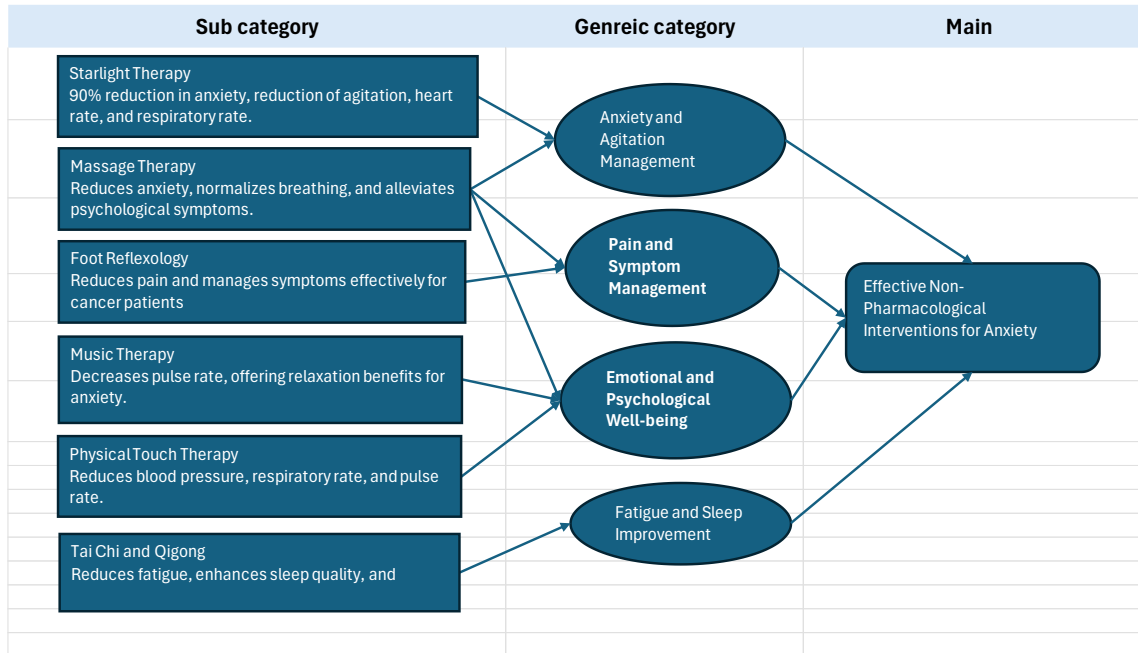 Sub category
Genreic category
Main
Starlight Therapy
90% reduction in anxiety, reduction of agitation, heart
rate, and respiratory rate.
Massage Therapy
Reduces anxiety, normalizes breathing, and alleviates
psychological symptoms.
Foot Reflexology
Reduces pain and manages symptoms effectively for
cancer patients
Music Therapy
Decreases pulse rate, offering relaxation benefits for
anxiety.
Physical Touch Therapy
Reduces blood pressure, respiratory rate, and pulse
rate.
Tai Chi and Qigong
Reduces fatigue, enhances sleep quality, and
Anxiety and
Agitation
Management
Pain and
Symptom
Management
Emotional and
Psychological
Well-being
Fatigue and Sleep
Improvement
Effective Non-
Pharmacological
Interventions for Anxiety